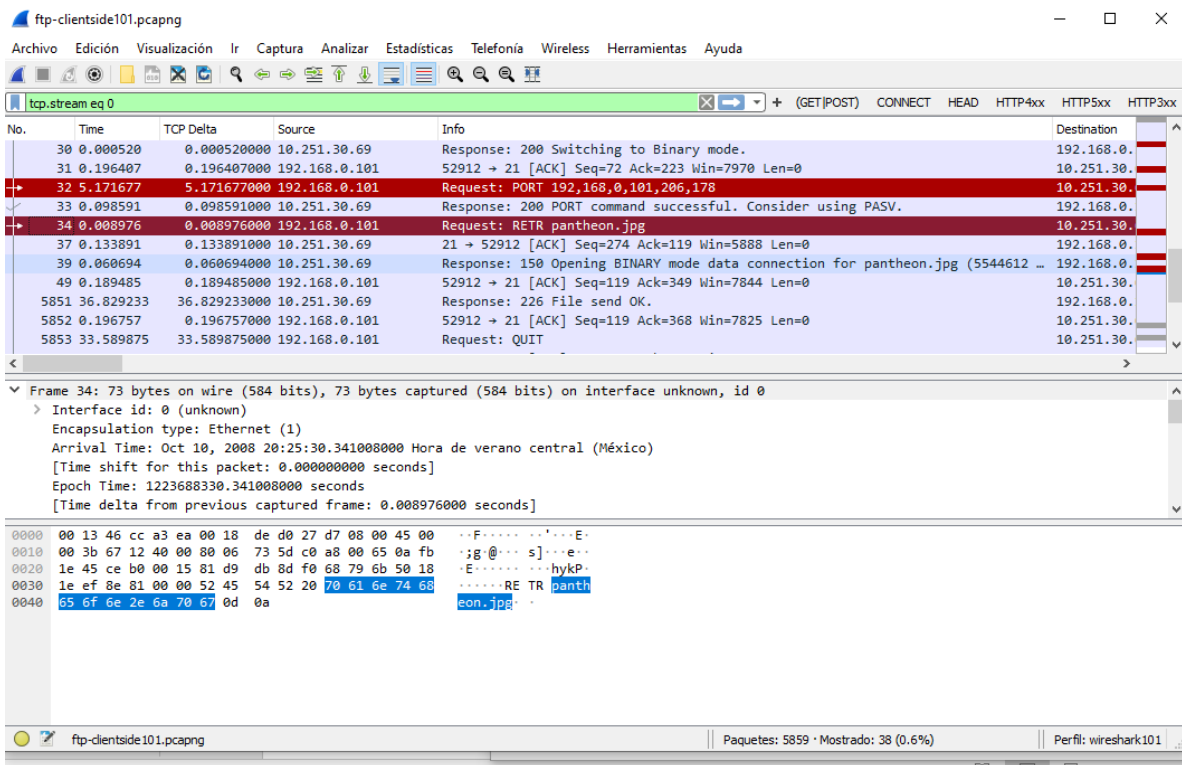 ftp-clientside101.pcapng
Archivo Edición Visualización Ir Captura Analizar Estadísticas Telefonía Wireless Herramientas Ayuda
tcp.stream eq 0 + (GET|POST) CONNECT HEAD HTTP4xx HTTP5xx HTTP3xx
No. Time TCP Delta Source Info Destination
30 0.000520 0.000520000 10.251.30.69 Response: 200 Switching to Binary mode. 192.168.0.
31 0.196407 0.196407000 192.168.0.101 52912 → 21 [ACK] Seq=72 Ack=223 Win=7970 Len=0 10.251.30.
32 5.171677 5.171677000 192.168.0.101 Request: PORT 192,168,0,101,206,178 10.251.30.
33 0.098591 0.098591000 10.251.30.69 Response: 200 PORT command successful. Consider using PASV. 192.168.0.
34 0.008976 0.008976000 192.168.0.101 Request: RETR pantheon.jpg 10.251.30.
37 0.133891 0.133891000 10.251.30.69 21 → 52912 [ACK] Seq=274 Ack=119 Win=5888 Len=0 192.168.0.
39 0.060694 0.060694000 10.251.30.69 Response: 150 Opening BINARY mode data connection for pantheon.jpg (5544612 … 192.168.0.
49 0.189485 0.189485000 192.168.0.101 52912 → 21 [ACK] Seq=119 Ack=349 Win=7844 Len=0 10.251.30.
5851 36.829233 36.829233000 10.251.30.69 Response: 226 File send OK. 192.168.0.
5852 0.196757 0.196757000 192.168.0.101 52912 → 21 [ACK] Seq=119 Ack=368 Win=7825 Len=0 10.251.30.
5853 33.589875 33.589875000 192.168.0.101 Request: QUIT 10.251.30.
Frame 34: 73 bytes on wire (584 bits), 73 bytes captured (584 bits) on interface unknown, id 0
Interface id: 0 (unknown)
Encapsulation type: Ethernet (1)
Arrival Time: Oct 10, 2008 20:25:30.341008000 Hora de verano central (México)
[Time shift for this packet: 0.000000000 seconds]
Epoch Time: 1223688330.341008000 seconds
[Time delta from previous captured frame: 0.008976000 seconds]
0000 00 13 46 cc a3 ea 00 18 de d0 27 d7 08 00 45 00 ··F····· ··'···E·
0010 00 3b 67 12 40 00 80 06 73 5d c0 a8 00 65 0a fb ·;g·@··· s]···e··
0020 1e 45 ce b0 00 15 81 d9 db 8d f0 68 79 6b 50 18 ·E······ ···hykP·
0030 1e ef 8e 81 00 00 52 45 54 52 20 70 61 6e 74 68 ······RE TR panth
0040 65 6f 6e 2e 6a 70 67 0d 0a eon.jpg· ·
ftp-clientside101.pcapng Paquetes: 5859 · Mostrado: 38 (0.6%) Perfil: wireshark101